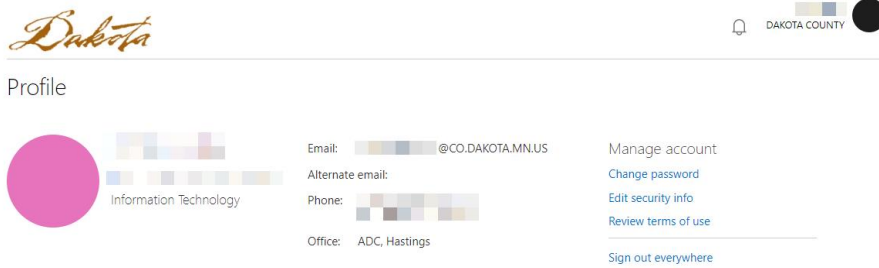 Dakota
DAKOTA COUNTY
Profile
Information Technology
Email: @CO.DAKOTA.MN.US
Alternate email:
Phone:
Office: ADC, Hastings
Manage account
Change password
Edit security info
Review terms of use
Sign out everywhere